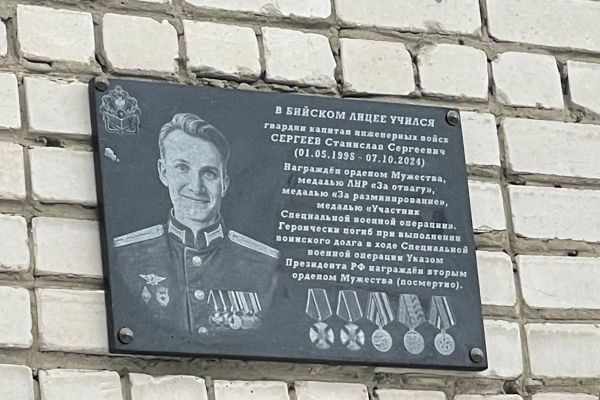 В БИЙСКОМ ЛИЦЕЕ УЧИЛСЯ
гвардии капитан инженерных войск
СЕРГЕЕВ Станислав Сергеевич
(01.05.1995 - 07.10.2024)
Награждён орденом Мужества,
медалью ЛНР «За отвагу»,
медалью «За разминирование»,
медалью «Участник
Специальной военной операции».
Героически погиб при выполнении
воинского долга в ходе Специальной
военной операции Указом
Президента РФ награждён вторым
орденом Мужества (посмертно).